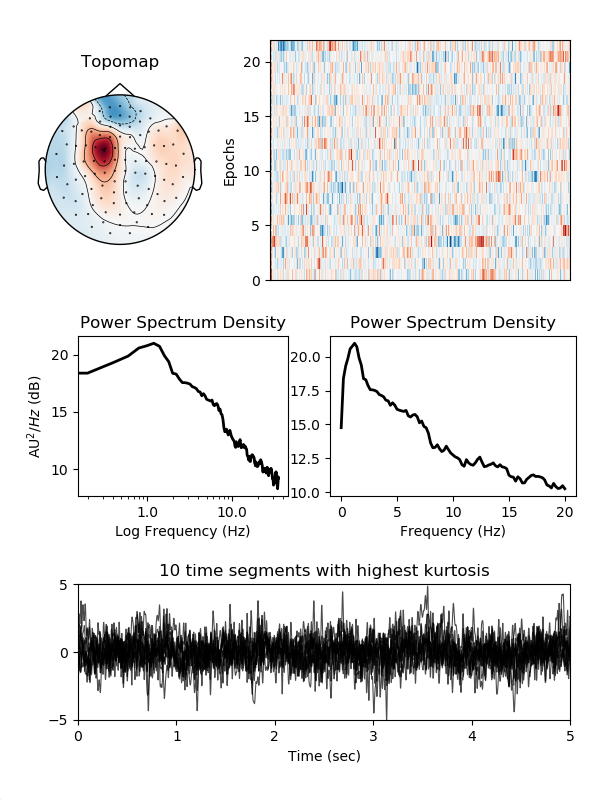 Topomap
Epochs
20
15
10
5
0
Power Spectrum Density
AU²/Hz (dB)
20
15
10
1.0 10.0
Log Frequency (Hz)
Power Spectrum Density
20.0
17.5
15.0
12.5
10.0
0 5 10 15 20
Frequency (Hz)
10 time segments with highest kurtosis
5
0
−5
0 1 2 3 4 5
Time (sec)